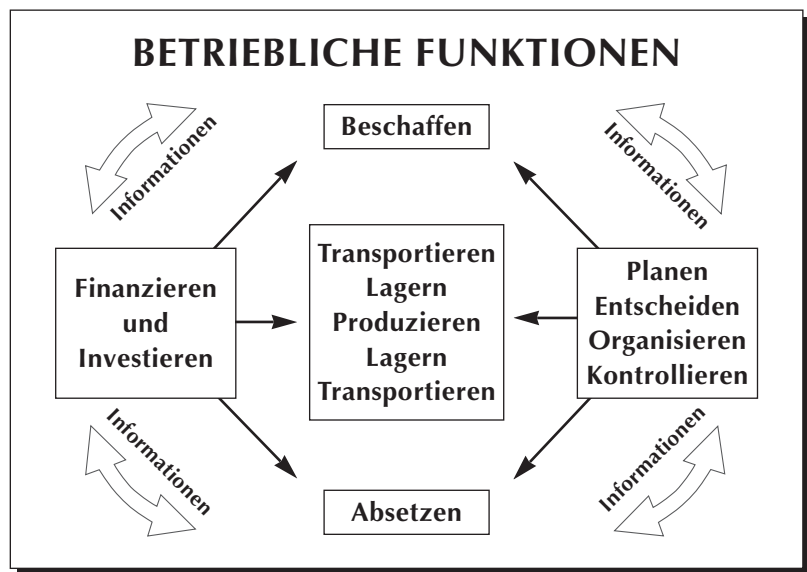 BETRIEBLICHE FUNKTIONEN
Informationen
Beschaffen
Informationen
Finanzieren
und
Investieren
Transportieren
Lagern
Produzieren
Lagern
Transportieren
Planen
Entscheiden
Organisieren
Kontrollieren
Informationen
Absetzen
Informationen